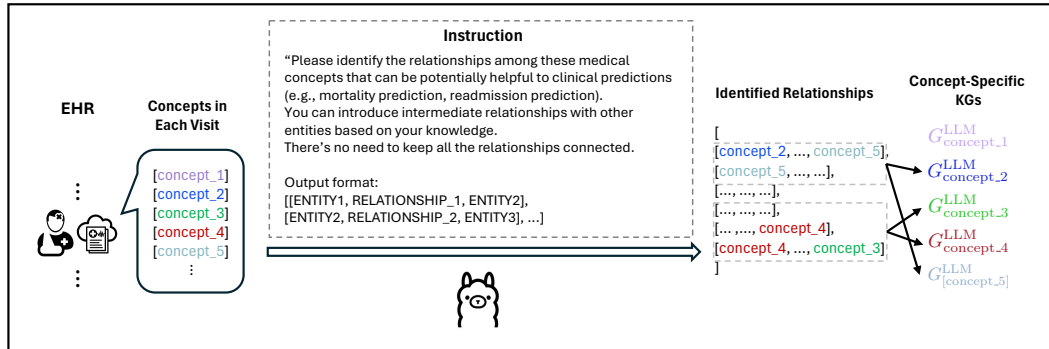 EHR
Concepts in
Each Visit
[concept_1]
[concept_2]
[concept_3]
[concept_4]
[concept_5]
Instruction
“Please identify the relationships among these medical
concepts that can be potentially helpful to clinical predictions
(e.g., mortality prediction, readmission prediction).
You can introduce intermediate relationships with other
entities based on your knowledge.
There’s no need to keep all the relationships connected.
Output format:
[[ENTITY1, RELATIONSHIP_1, ENTITY2],
[ENTITY2, RELATIONSHIP_2, ENTITY3], ...]
Identified Relationships
[
[concept_2, ..., concept_5],
[concept_5, ..., ...],
[..., ..., ...],
[..., ..., ...],
[... ,..., concept_4],
[concept_4, ..., concept_3]
]
Concept-Specific
KGs
G^LLM_concept_1
G^LLM_concept_2
G^LLM_concept_3
G^LLM_concept_4
G^LLM_[concept_5]